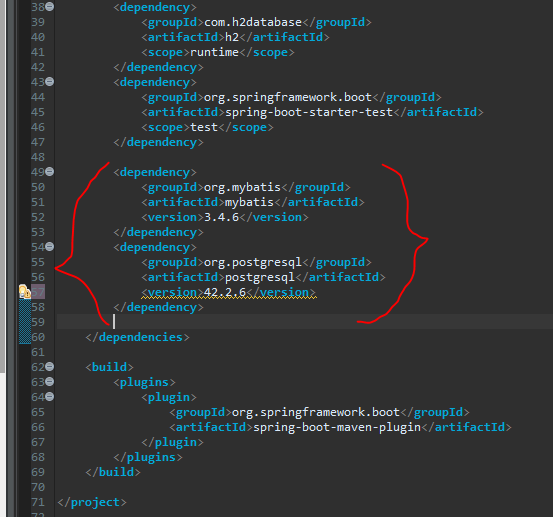 38 <dependency>
39 <groupId>com.h2database</groupId>
40 <artifactId>h2</artifactId>
41 <scope>runtime</scope>
42 </dependency>
43 <dependency>
44 <groupId>org.springframework.boot</groupId>
45 <artifactId>spring-boot-starter-test</artifactId>
46 <scope>test</scope>
47 </dependency>
48
49 <dependency>
50 <groupId>org.mybatis</groupId>
51 <artifactId>mybatis</artifactId>
52 <version>3.4.6</version>
53 </dependency>
54 <dependency>
55 <groupId>org.postgresql</groupId>
56 <artifactId>postgresql</artifactId>
57 <version>42.2.6</version>
58 </dependency>
59
60 </dependencies>
61
62 <build>
63 <plugins>
64 <plugin>
65 <groupId>org.springframework.boot</groupId>
66 <artifactId>spring-boot-maven-plugin</artifactId>
67 </plugin>
68 </plugins>
69 </build>
70
71 </project>